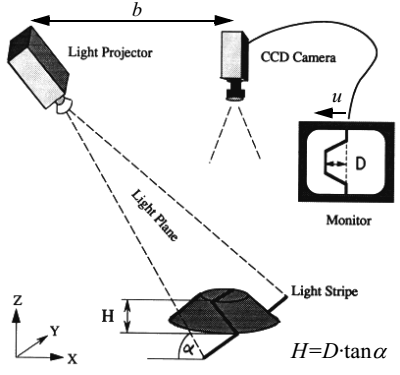 b
Light Projector
CCD Camera
u
D
Monitor
Light Plane
Light Stripe
Z
Y
X
H
α
H=D·tanα